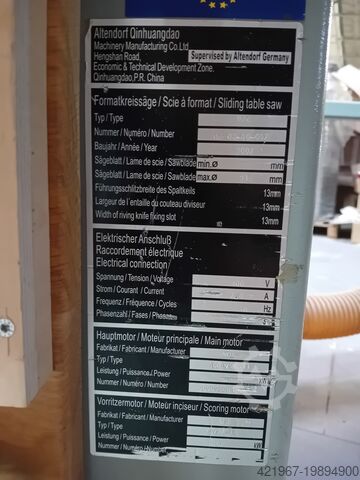 Altendorf Qinhuangdao
Machinery Manufacturing Co.Ltd.
Hengshan Road,
Supervised by Altendorf Germany
Economic & Technical Development Zone,
Qinhuangdao,P.R. China
Formatkreissäge / Scie à format / Sliding table saw
Typ / Type
Nummer / Numéro / Number
Baujahr / Année / Year
Sägeblatt / Lame de scie / Sawblade min.Ø mm
Sägeblatt / Lame de scie / Sawblade max.Ø mm
Führungsschlitzbreite des Spaltkeils 13mm
Largeur de l'entaille du couteau diviseur 13mm
Width of riving knife fixing slot 13mm
Elektrischer Anschluß
Raccordement électrique
Electrical connection
Spannung / Tension / Voltage V
Strom / Courant / Current A
Frequenz / Fréquence / Cycles Hz
Phasenzahl / Fases / Phases
Hauptmotor / Moteur principale / Main motor
Fabrikat / Fabricant / Manufacturer
Typ / Type
Leistung / Puissance / Power kW
Nummer / Numéro / Number
Vorritzermotor / Moteur inciseur / Scoring motor
Fabrikat / Fabricant / Manufacturer
Typ / Type
Leistung / Puissance / Power kW
Nummer / Numéro / Number
421967-19894900